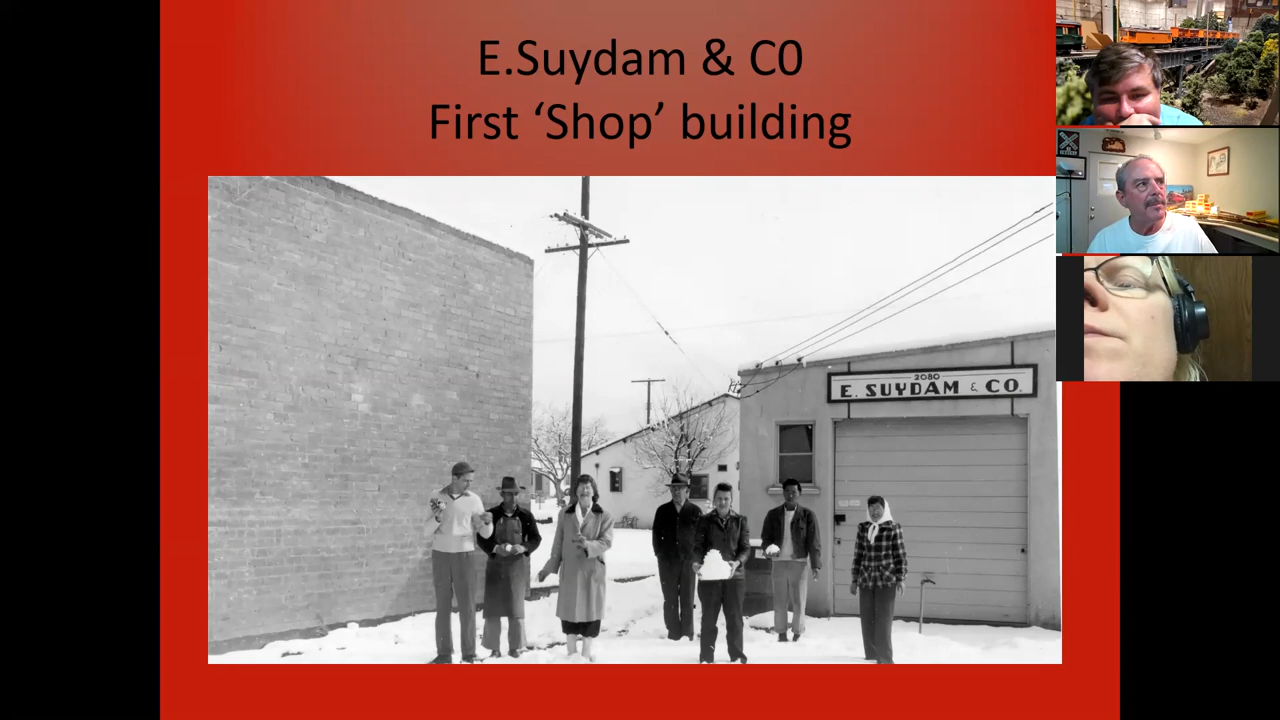 E.Suydam & C0
First ‘Shop’ building
2080
E. SUYDAM & CO.